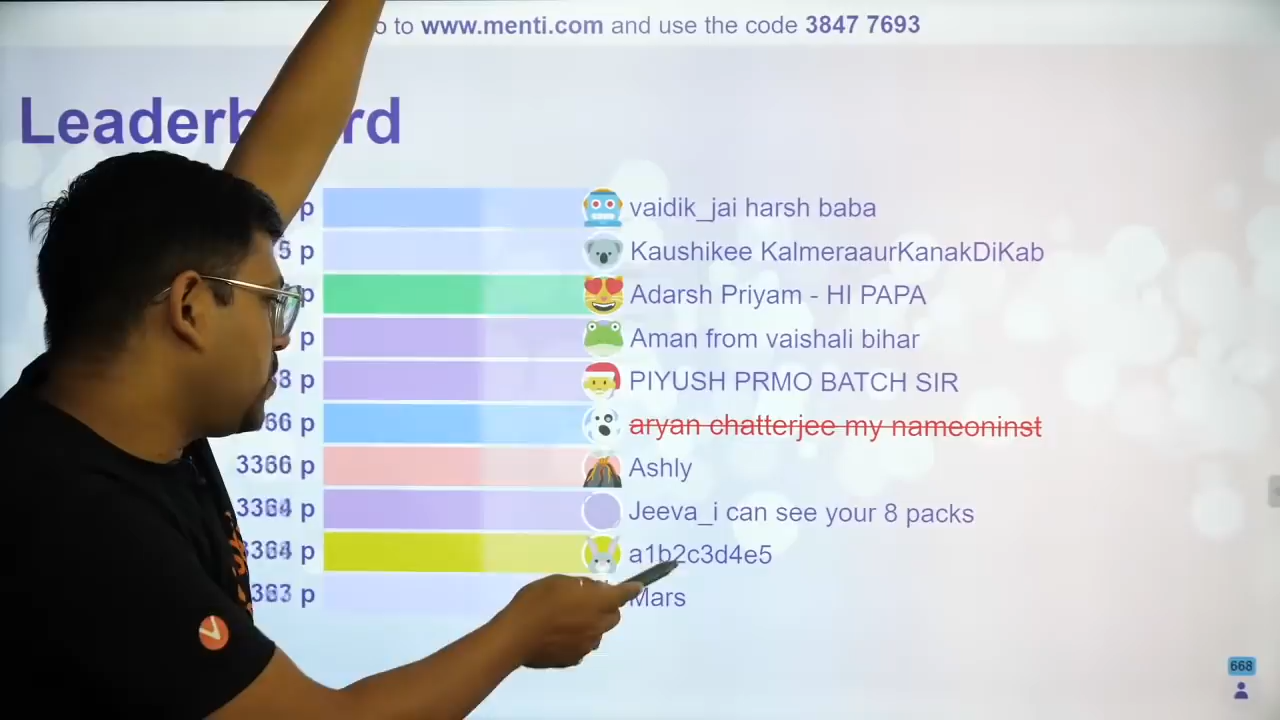 to www.menti.com and use the code 3847 7693
Leaderb rd
p vaidik_jai harsh baba
5 p Kaushikee KalmeraaurKanakDiKab
p Adarsh Priyam - HI PAPA
p Aman from vaishali bihar
8 p PIYUSH PRMO BATCH SIR
66 p aryan chatterjee my nameoninst
3366 p Ashly
3364 p Jeeva_i can see your 8 packs
3364 p a1b2c3d4e5
363 p Mars
668